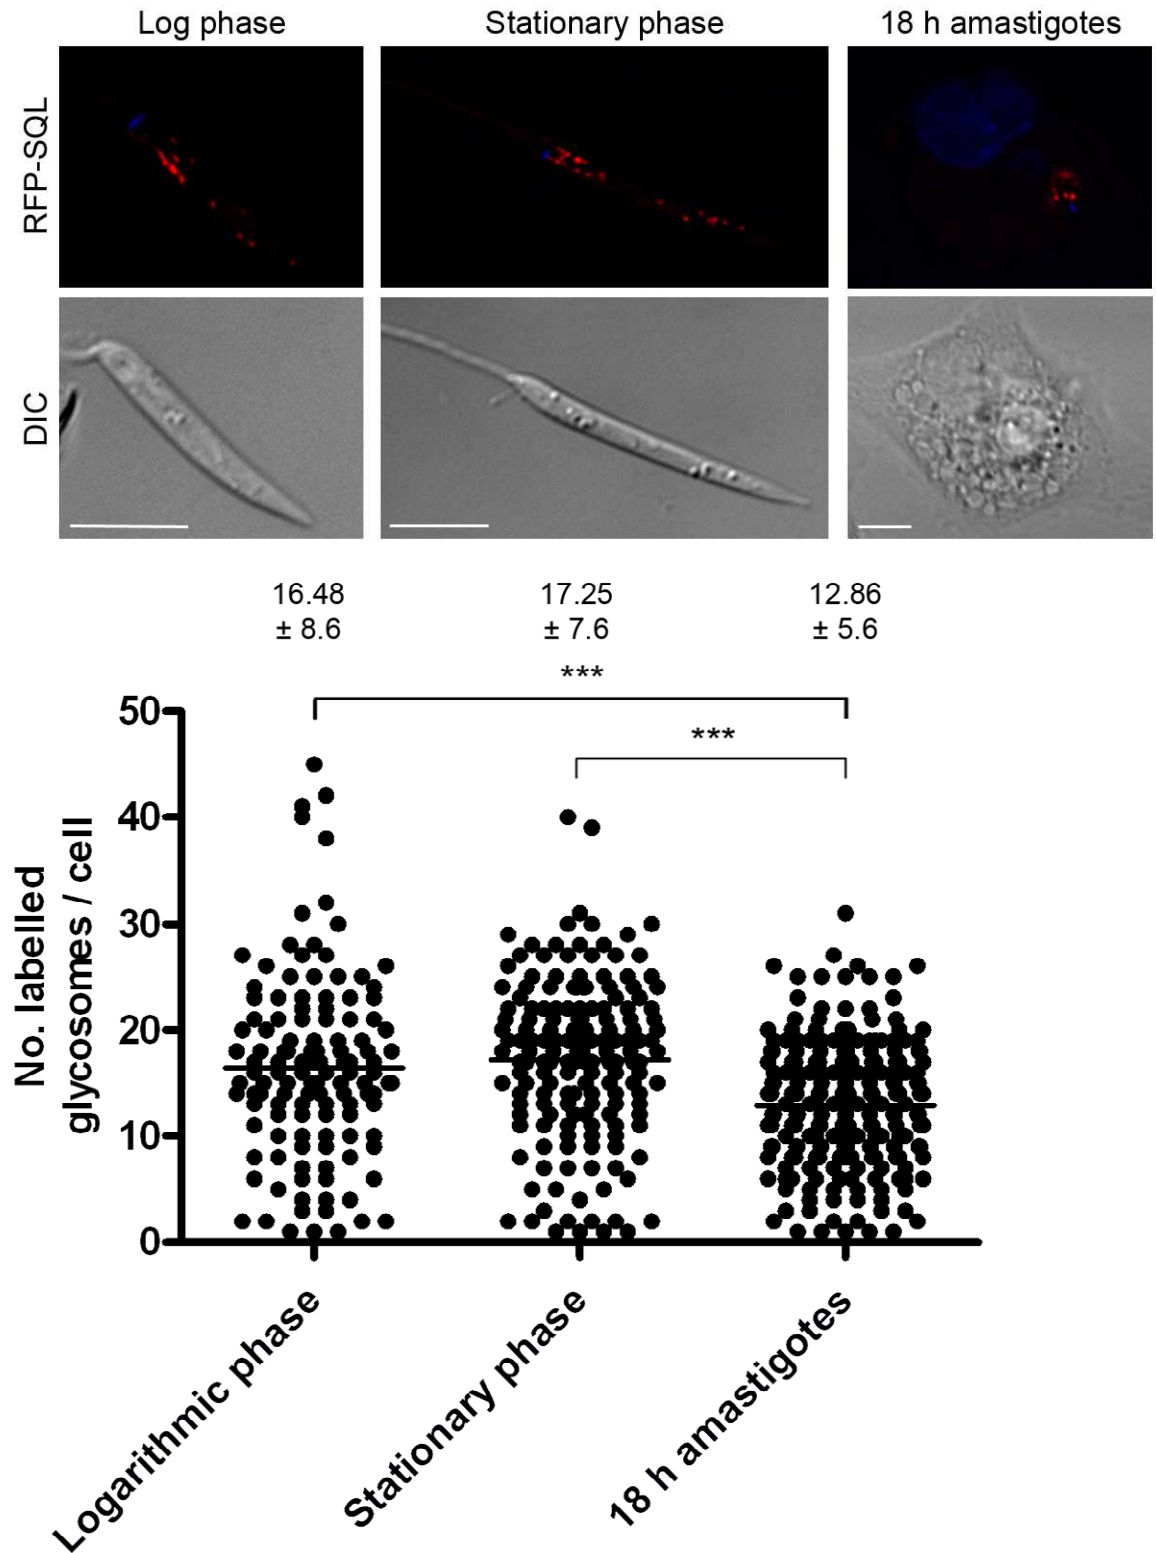 Log phase
Stationary phase
18 h amastigotes
RFP-SQL
DIC
16.48
± 8.6
17.25
± 7.6
12.86
± 5.6
***
***
No. labelled
glycosomes / cell
50
40
30
20
10
0
Logarithmic phase
Stationary phase
18 h amastigotes